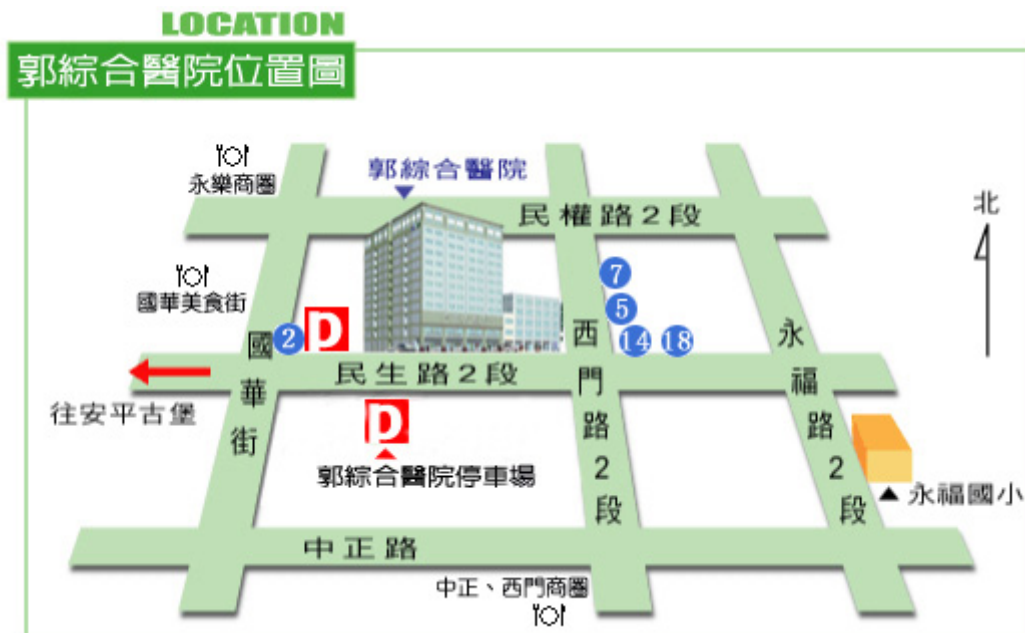 LOCATION
郭綜合醫院位置圖
永樂商圈
郭綜合醫院
民權路2段
北
國華美食街
7
5
14
18
2
P
國華街
西門路2段
永福路2段
民生路2段
往安平古堡
P
郭綜合醫院停車場
永福國小
中正路
中正、西門商圈